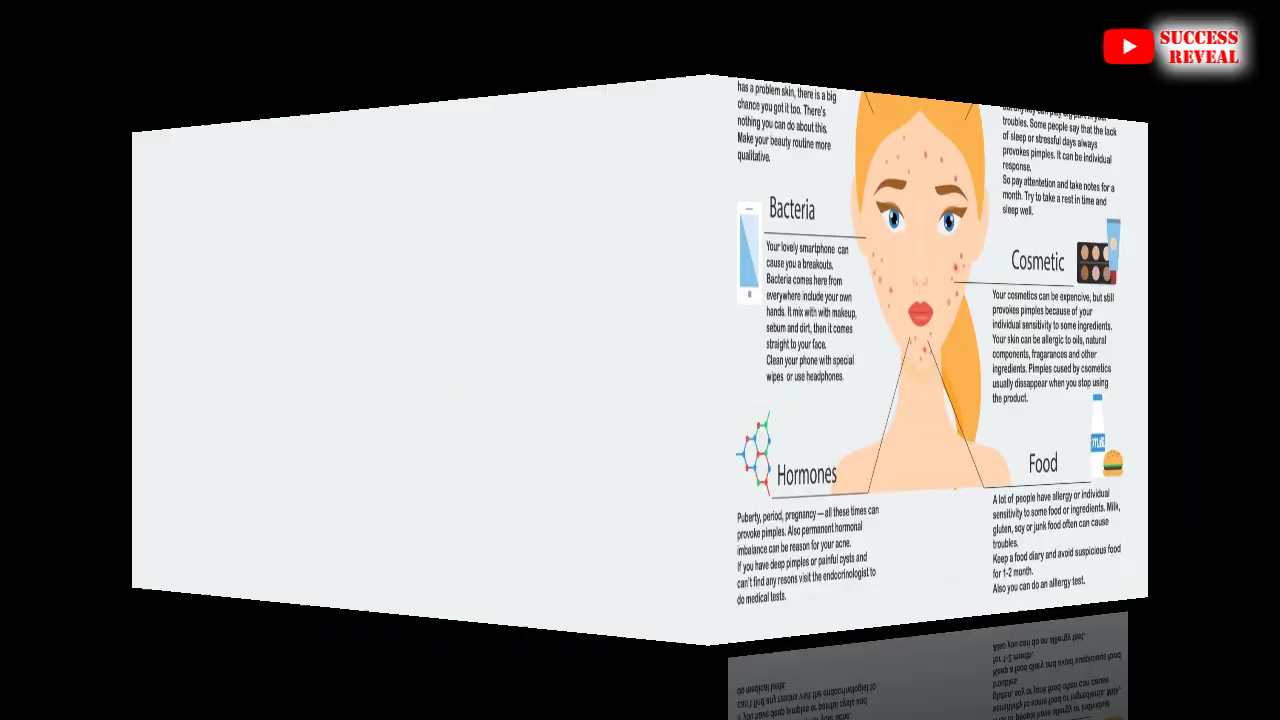 SUCCESS
REVEAL
has a problem skin, there is a big
chance you got it too. There's
nothing you can do about this.
Make your beauty routine more
qualitative.
troubles. Some people say that the lack
of sleep or stressful days always
provokes pimples. It can be individual
response.
So pay attentetion and take notes for a
month. Try to take a rest in time and
sleep well.
Bacteria
Your lovely smartphone can
cause you a breakouts.
Bacteria comes here from
everywhere include your own
hands. It mix with with makeup,
sebum and dirt, then it comes
straight to your face.
Clean your phone with special
wipes or use headphones.
Cosmetic
Your cosmetics can be expencive, but still
provokes pimples because of your
individual sensitivity to some ingredients.
Your skin can be allergic to oils, natural
components, fragarances and other
ingredients. Pimples cused by csometics
usually dissappear when you stop using
the product.
Hormones
Puberty, period, pregnancy — all these times can
provoke pimples. Also permanent hormonal
imbalance can be reason for your acne.
If you have deep pimples or painful cysts and
can't find any resons visit the endocrinologist to
do medical tests.
milk
Food
A lot of people have allergy or individual
sensitivity to some food or ingredients. Milk,
gluten, soy or junk food often can cause
troubles.
Keep a food diary and avoid suspicious food
for 1-2 month.
Also you can do an alllergy test.